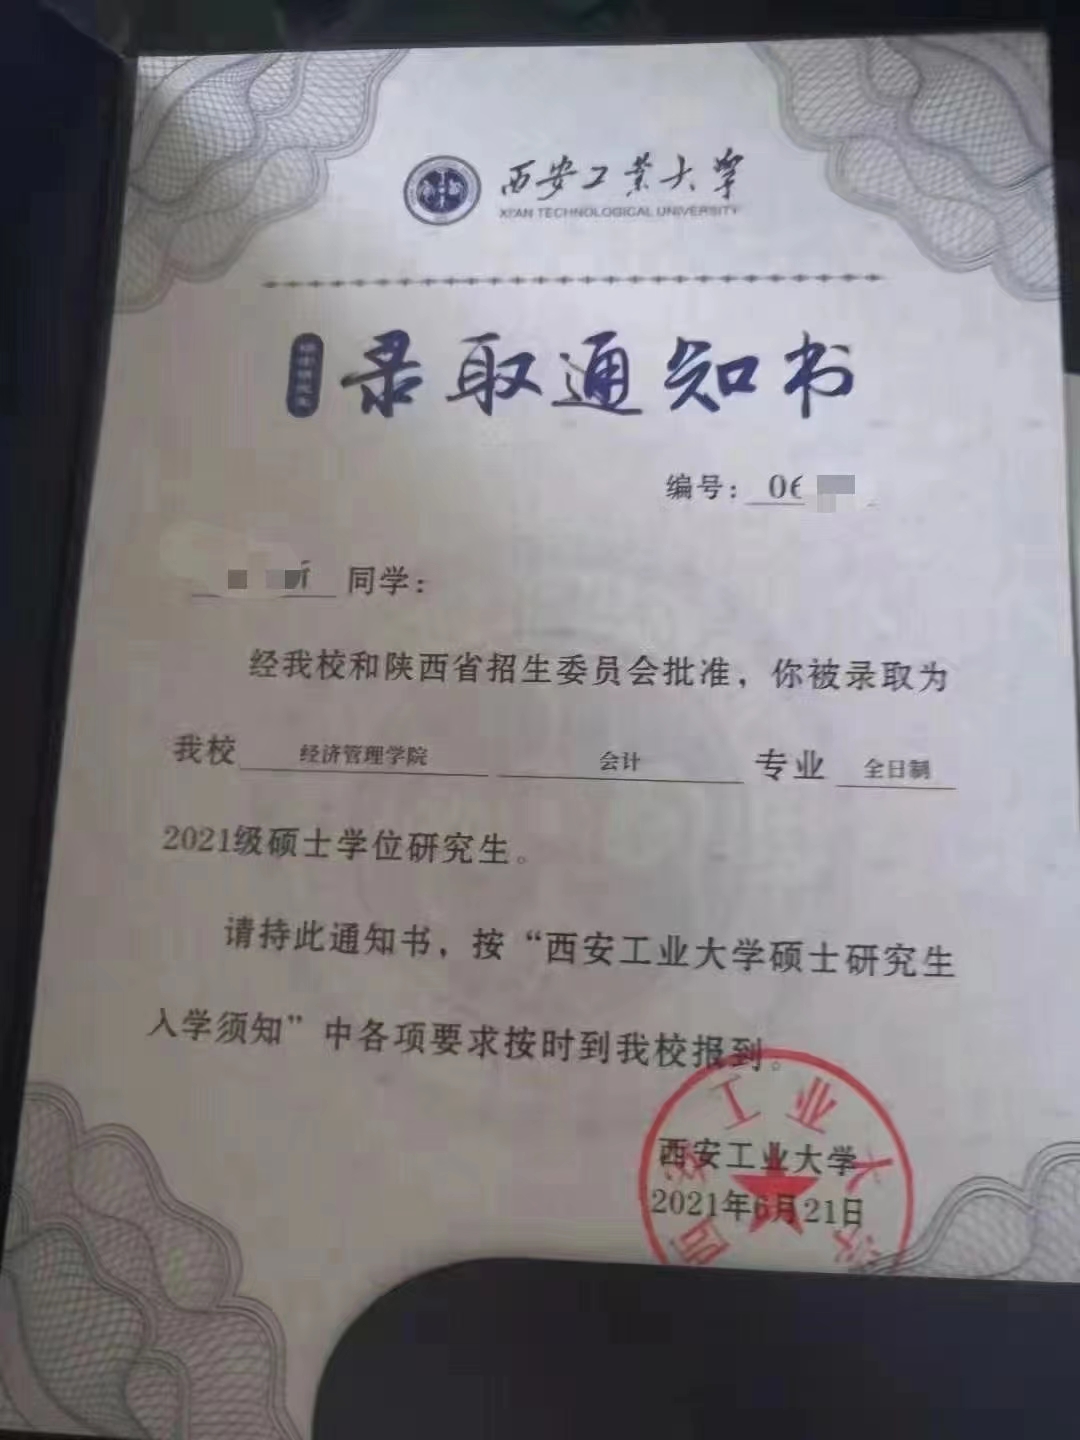 西安工业大学
XI'AN TECHNOLOGICAL UNIVERSITY
录取通知书
编号：06
同学：
经我校和陕西省招生委员会批准，你被录取为
我校 经济管理学院 会计 专业 全日制
2021级硕士学位研究生。
请持此通知书，按“西安工业大学硕士研究生
入学须知”中各项要求按时到我校报到。
西安工业大学
西安工业大学
2021年6月21日